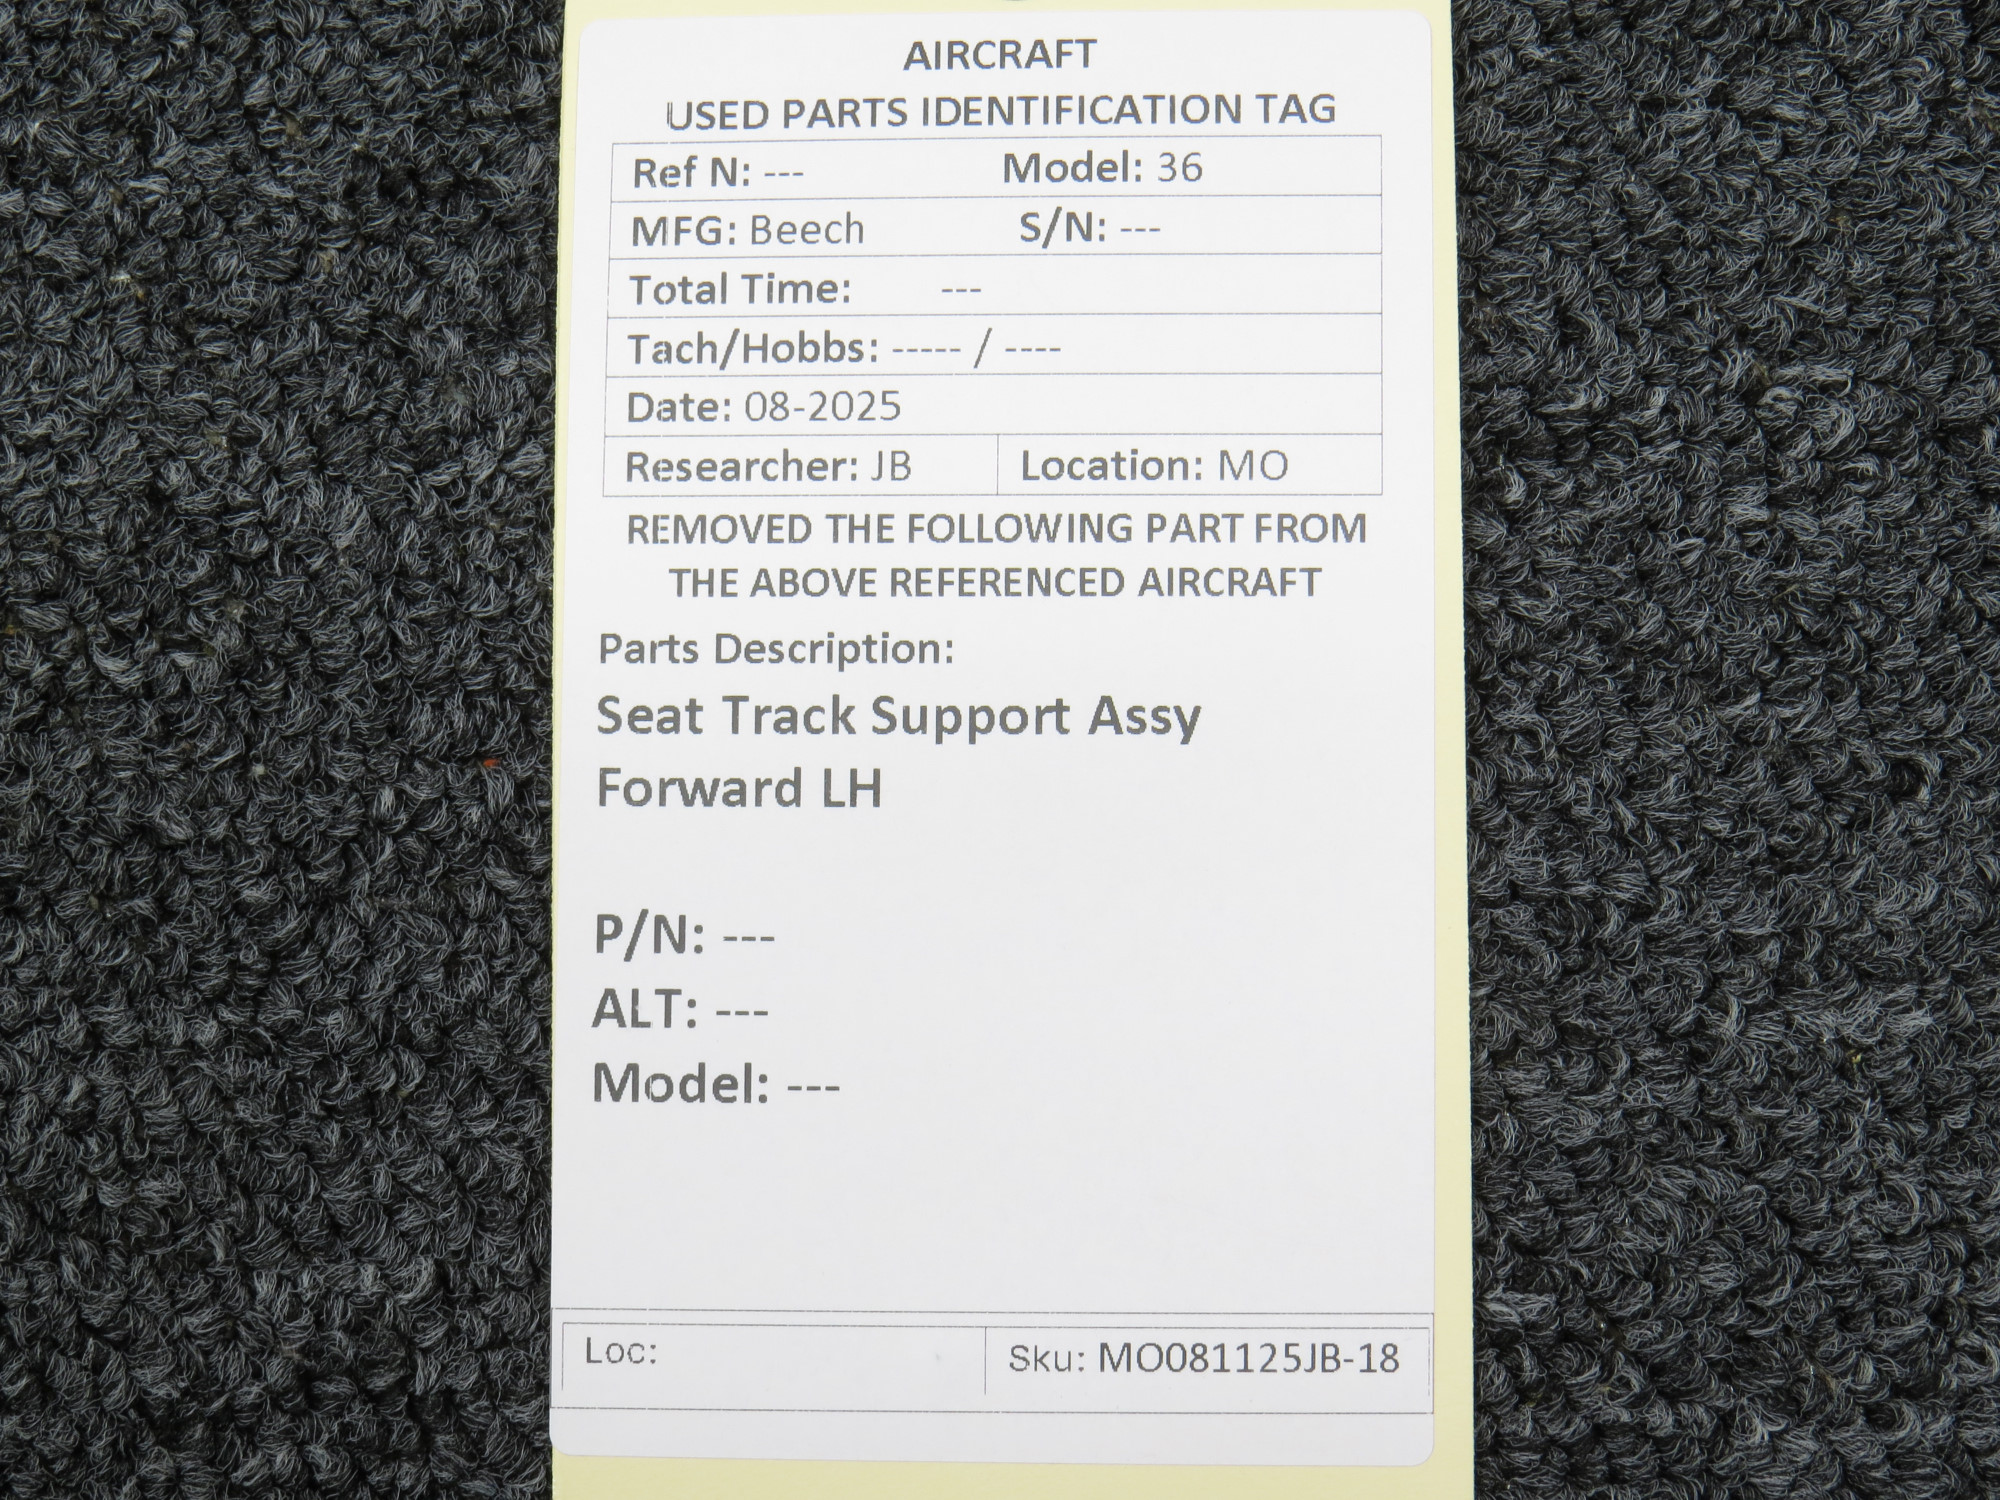 AIRCRAFT
USED PARTS IDENTIFICATION TAG
Ref N: --- Model: 36
MFG: Beech S/N: ---
Total Time: ---
Tach/Hobbs: ----- / ----
Date: 08-2025
Researcher: JB Location: MO
REMOVED THE FOLLOWING PART FROM
THE ABOVE REFERENCED AIRCRAFT
Parts Description:
Seat Track Support Assy
Forward LH
P/N: ---
ALT: ---
Model: ---
Loc: Sku: MO081125JB-18